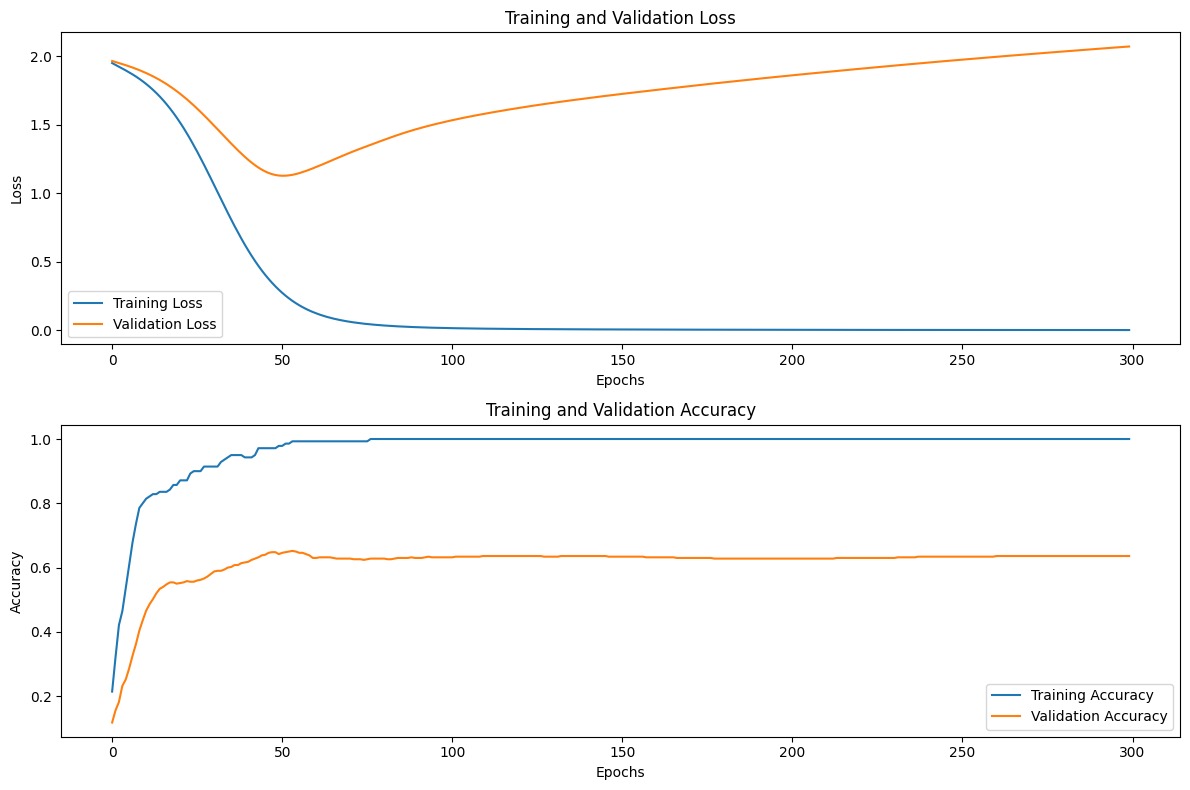 Training and Validation Loss
2.0
1.5
1.0
0.5
0.0
Loss
Training Loss
Validation Loss
0 50 100 150 200 250 300
Epochs
Training and Validation Accuracy
1.0
0.8
0.6
0.4
0.2
Accuracy
Training Accuracy
Validation Accuracy
0 50 100 150 200 250 300
Epochs